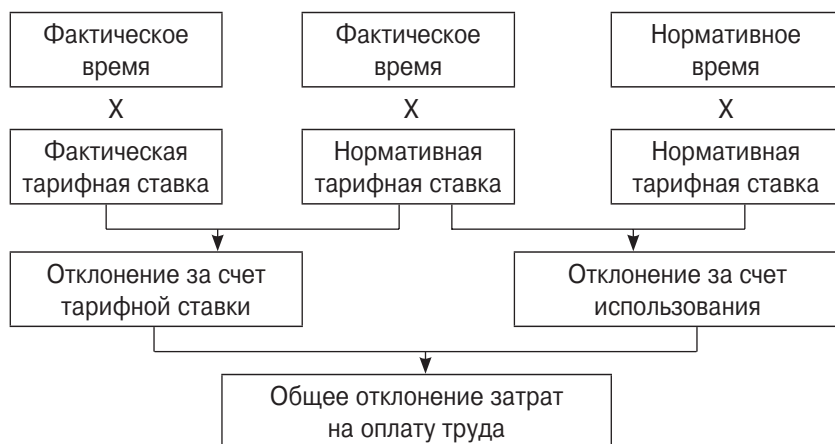 Фактическое
время
Фактическое
время
Нормативное
время
X
X
X
Фактическая
тарифная ставка
Нормативная
тарифная ставка
Нормативная
тарифная ставка
Отклонение за счет
тарифной ставки
Отклонение за счет
использования
Общее отклонение затрат
на оплату труда